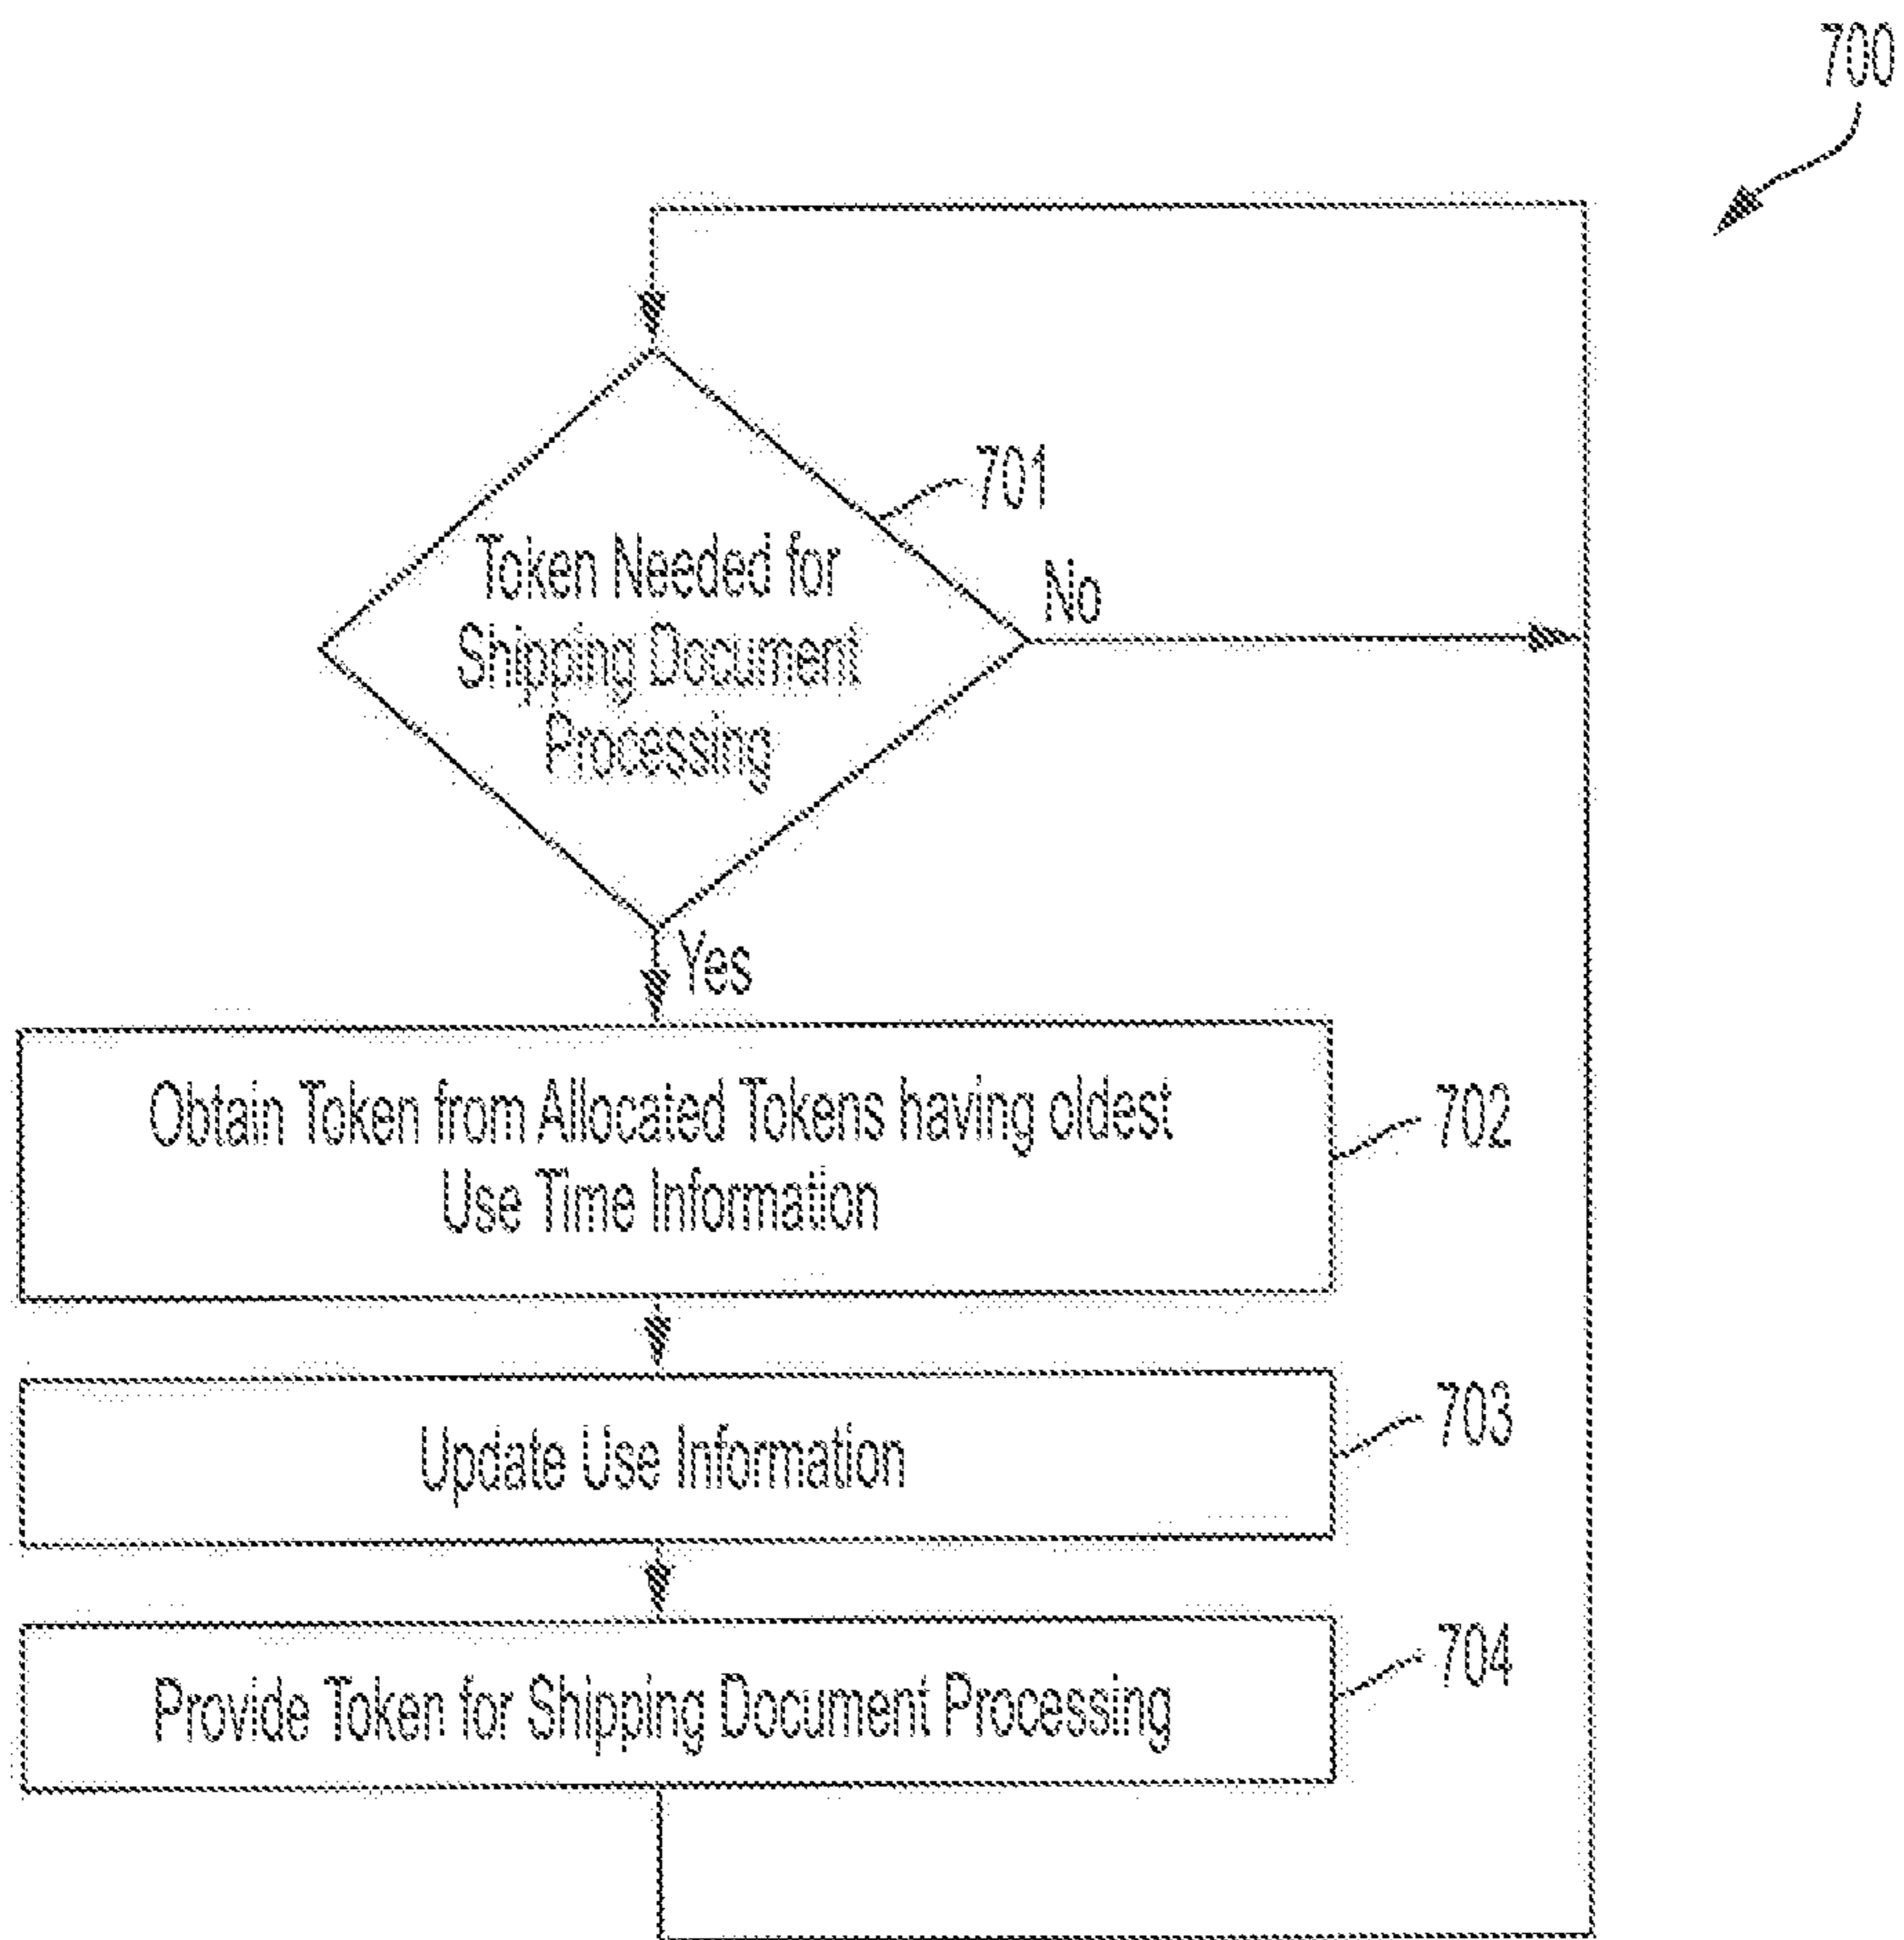 700
701
Token Needed for
Shipping Document
Processing
No
Yes
Obtain Token from Allocated Tokens having oldest
Use Time Information
702
Update Use Information
703
Provide Token for Shipping Document Processing
704